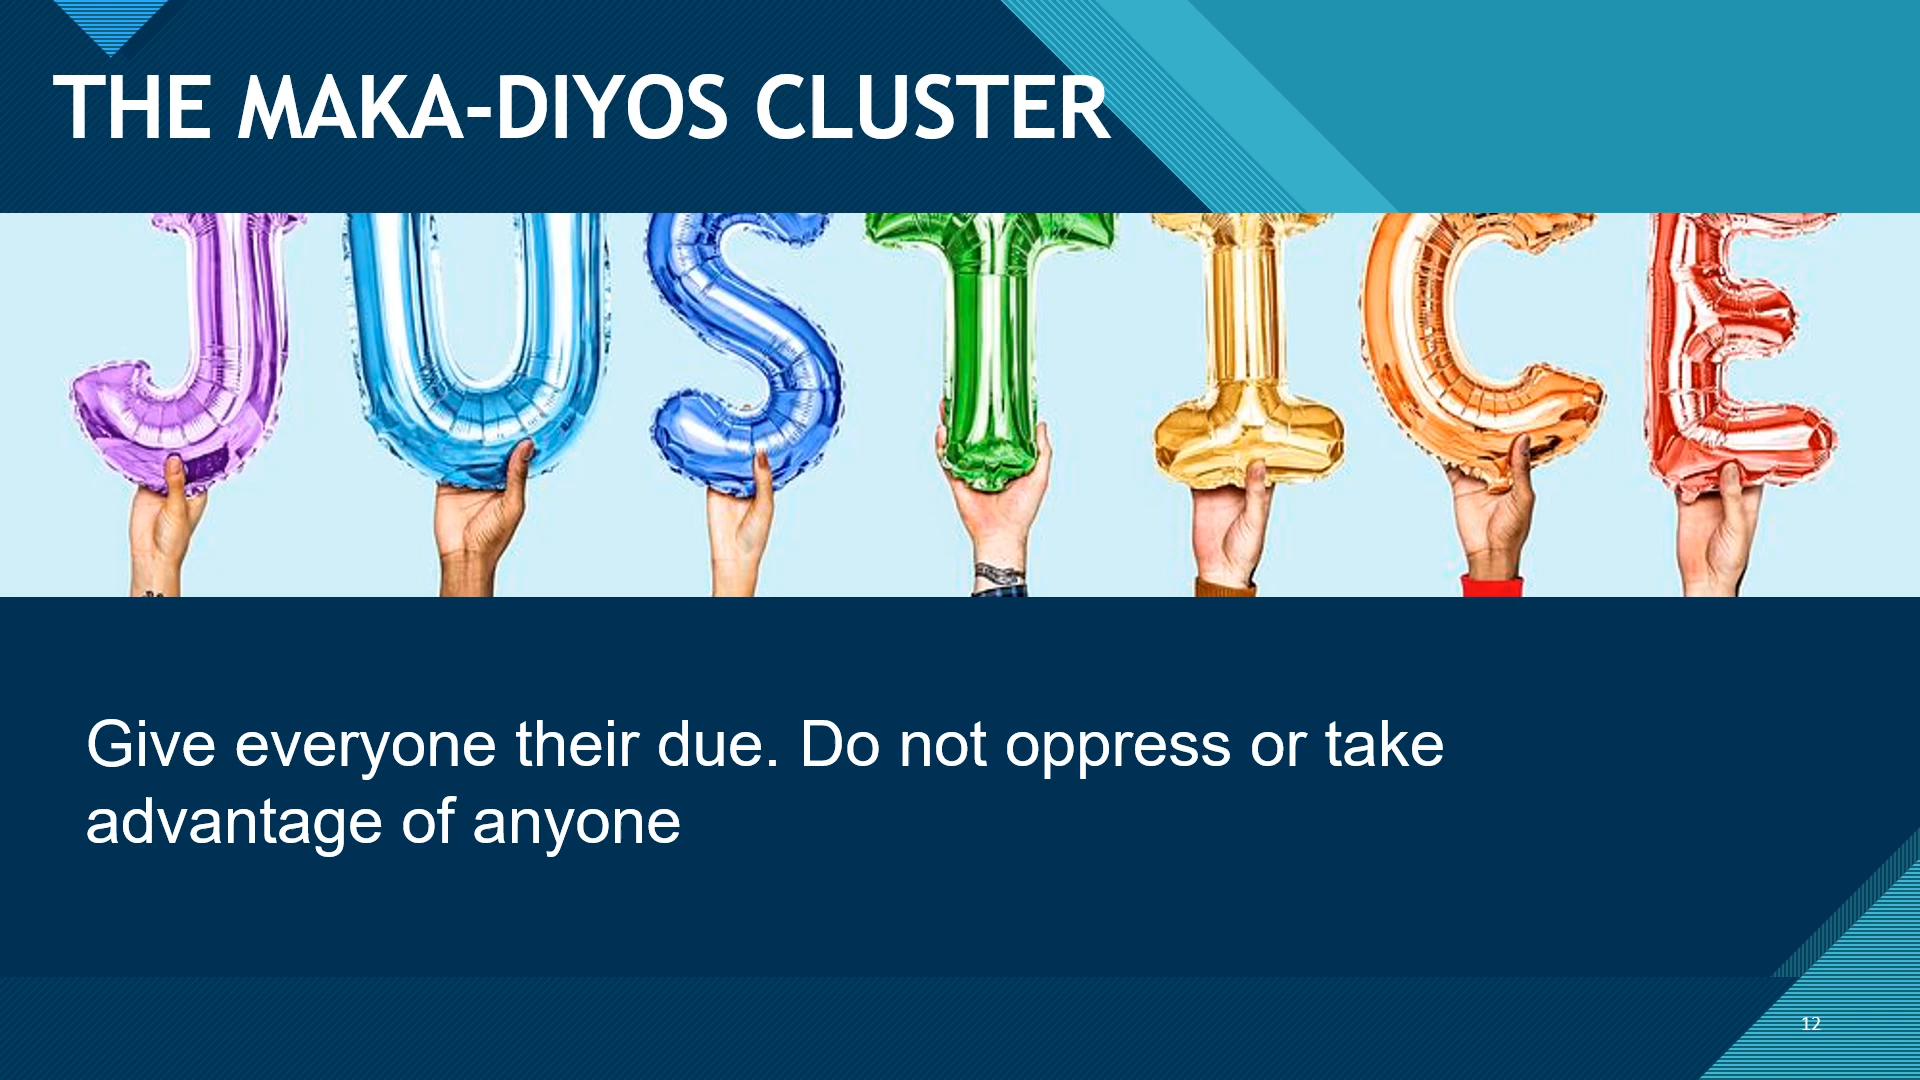 THE MAKA-DIYOS CLUSTER
JUSTICE
Give everyone their due. Do not oppress or take
advantage of anyone
12